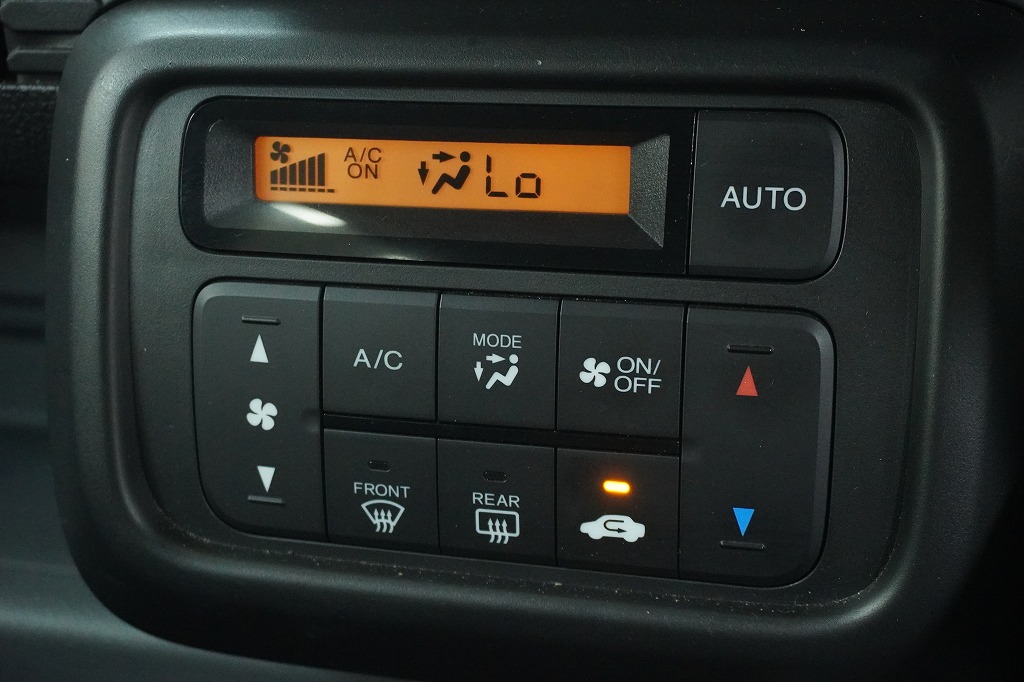 A/C
ON
Lo
AUTO
A/C
MODE
ON/
OFF
FRONT
REAR